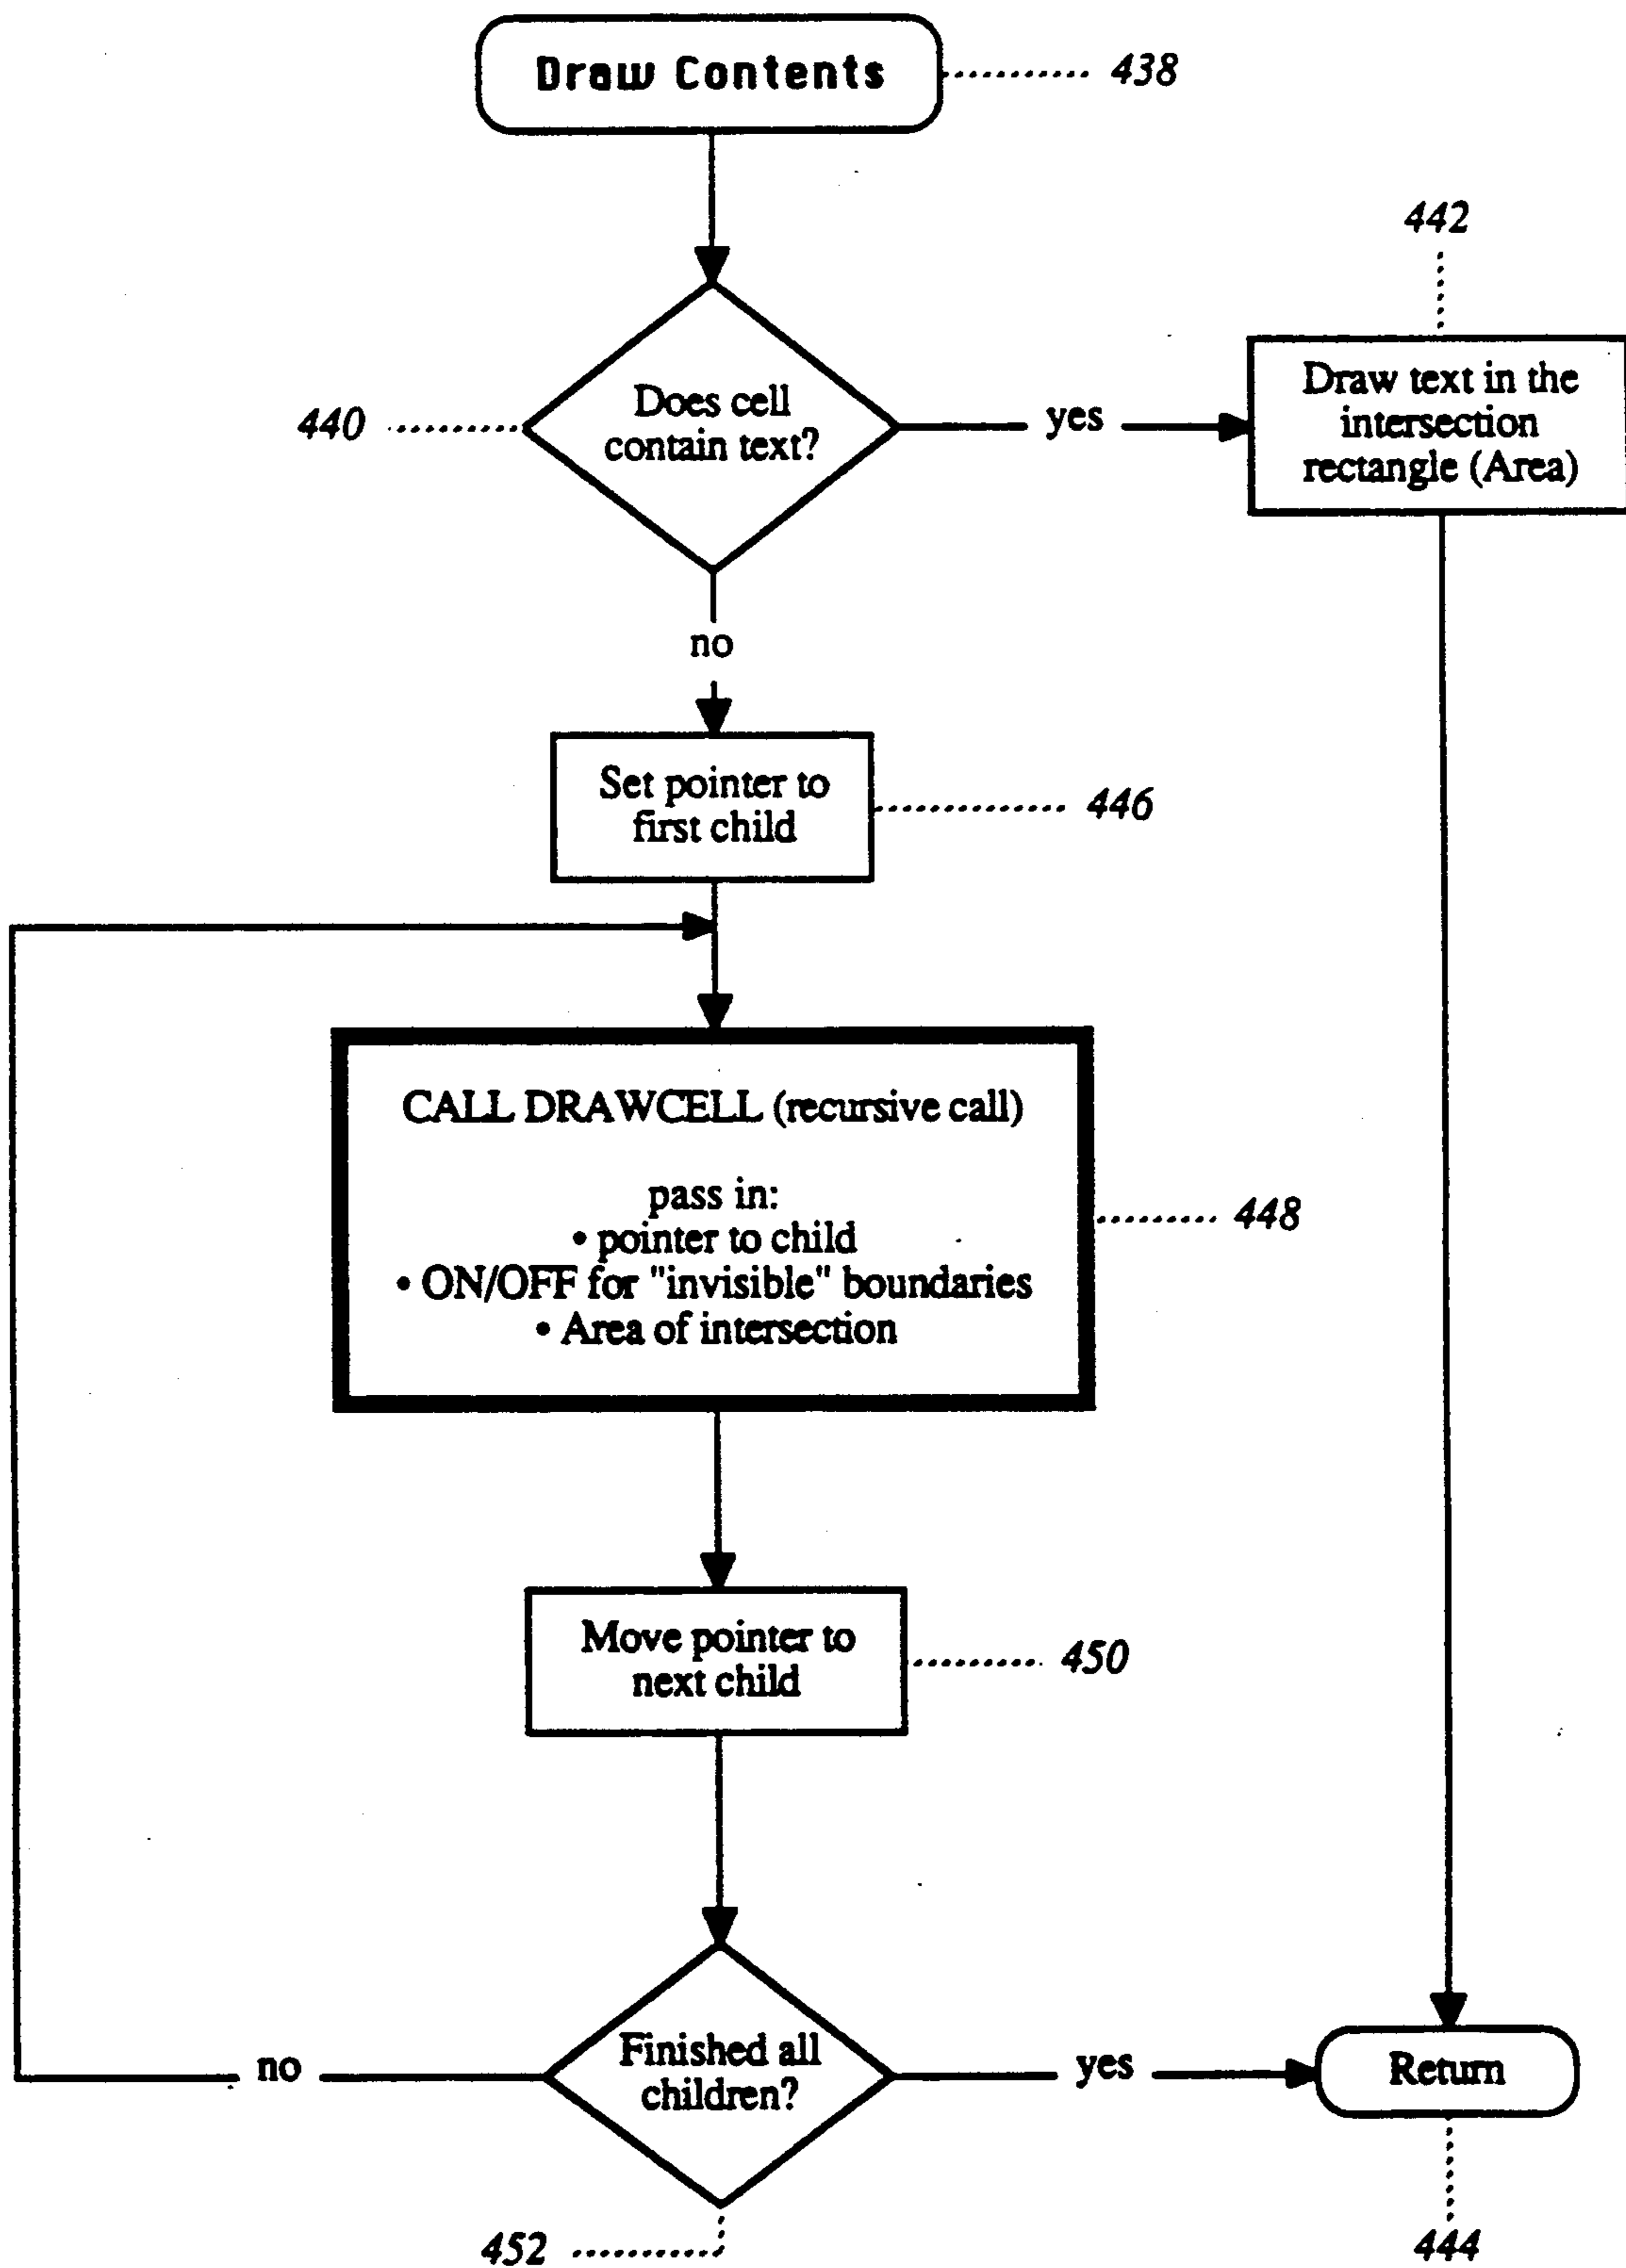 Draw Contents
438
442
Does cell
contain text?
440
yes
Draw text in the
intersection
rectangle (Area)
no
Set pointer to
first child
446
CALL DRAWCELL (recursive call)
pass in:
• pointer to child
• ON/OFF for "invisible" boundaries
• Area of intersection
448
Move pointer to
next child
450
Finished all
children?
no
yes
Return
452
444